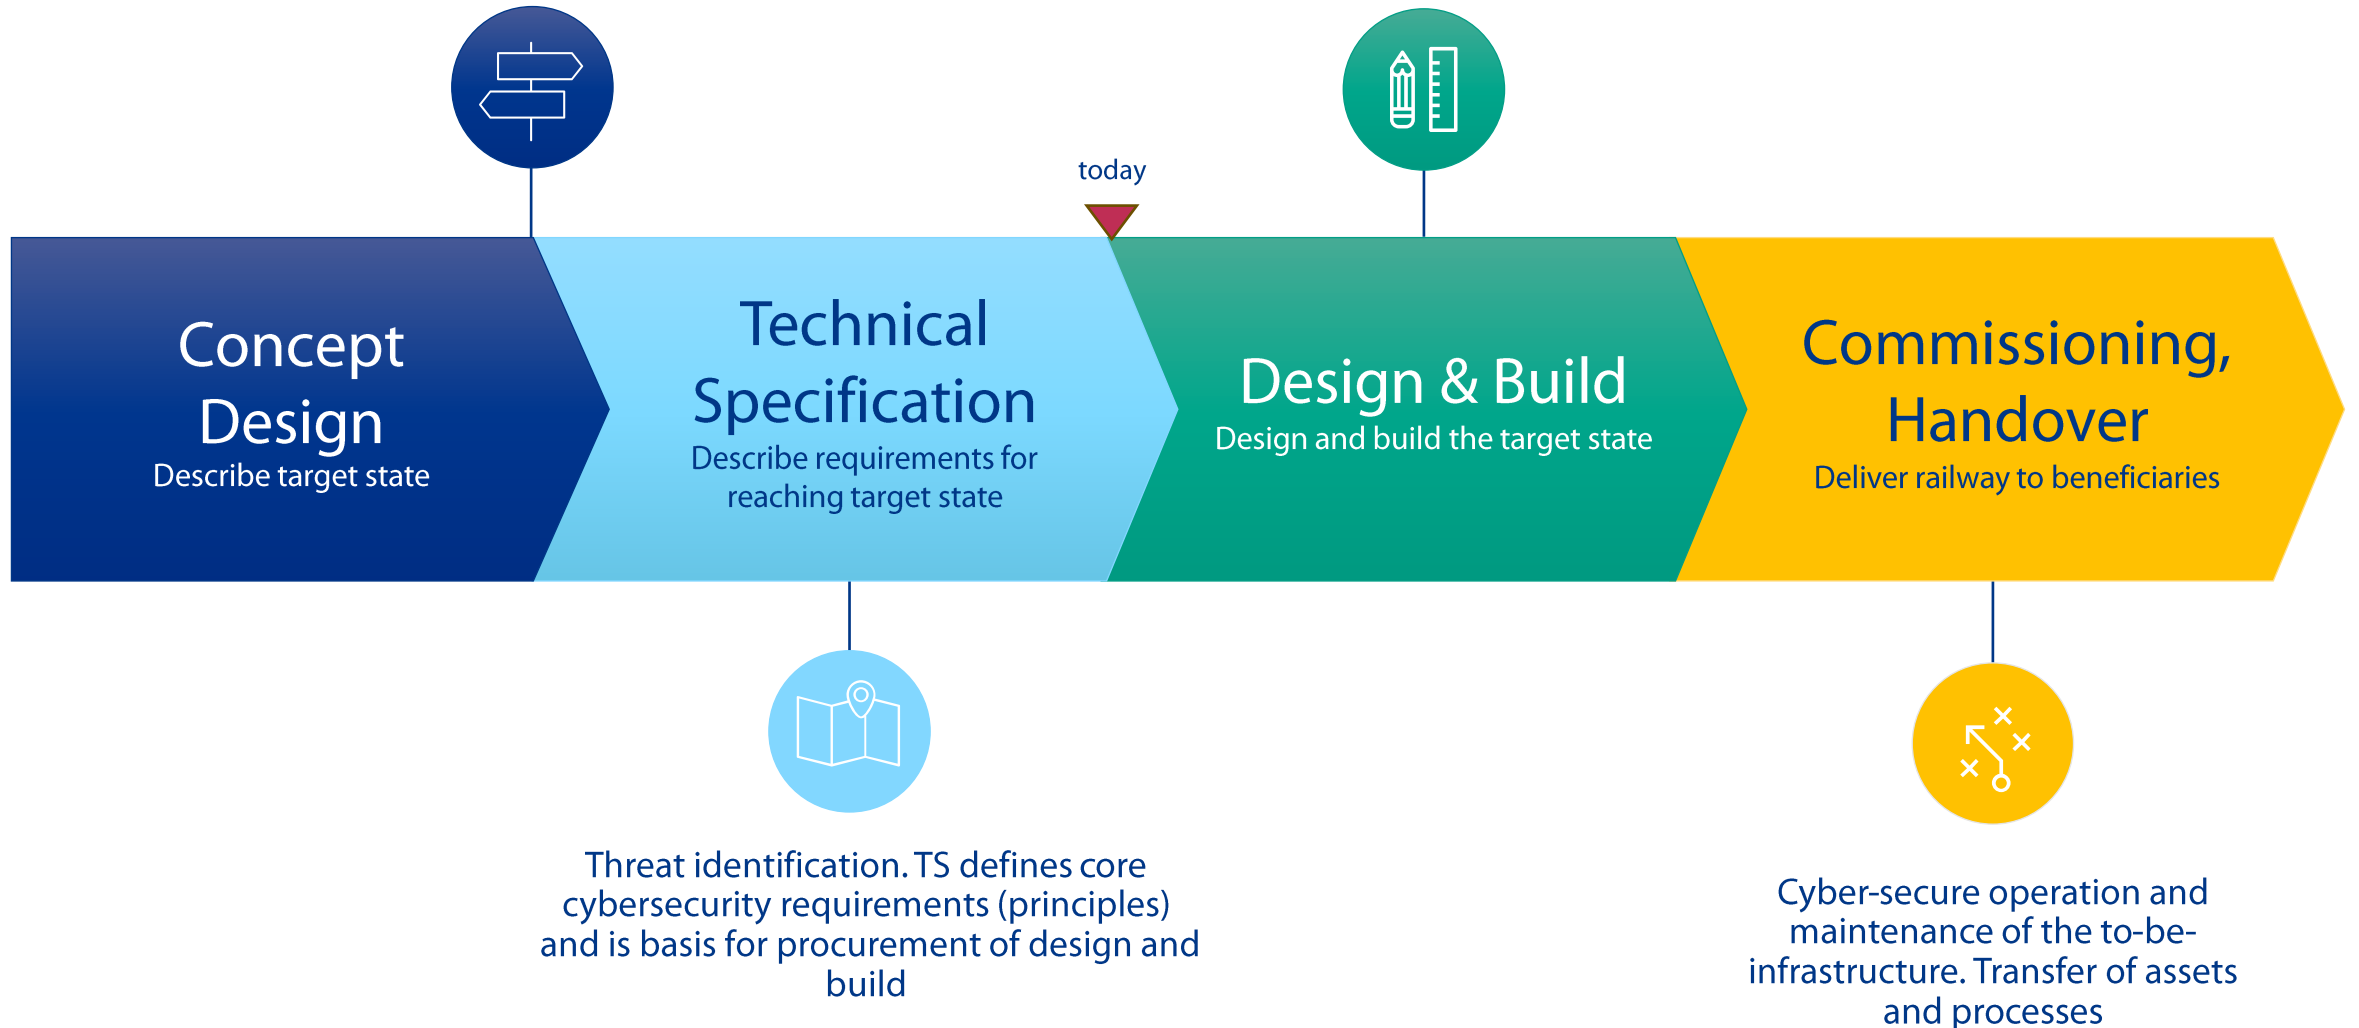 today
Concept
Design
Describe target state
Technical
Specification
Describe requirements for
reaching target state
Design & Build
Design and build the target state
Commissioning,
Handover
Deliver railway to beneficiaries
Threat identification. TS defines core
cybersecurity requirements (principles)
and is basis for procurement of design and
build
Cyber-secure operation and
maintenance of the to-be-
infrastructure. Transfer of assets
and processes